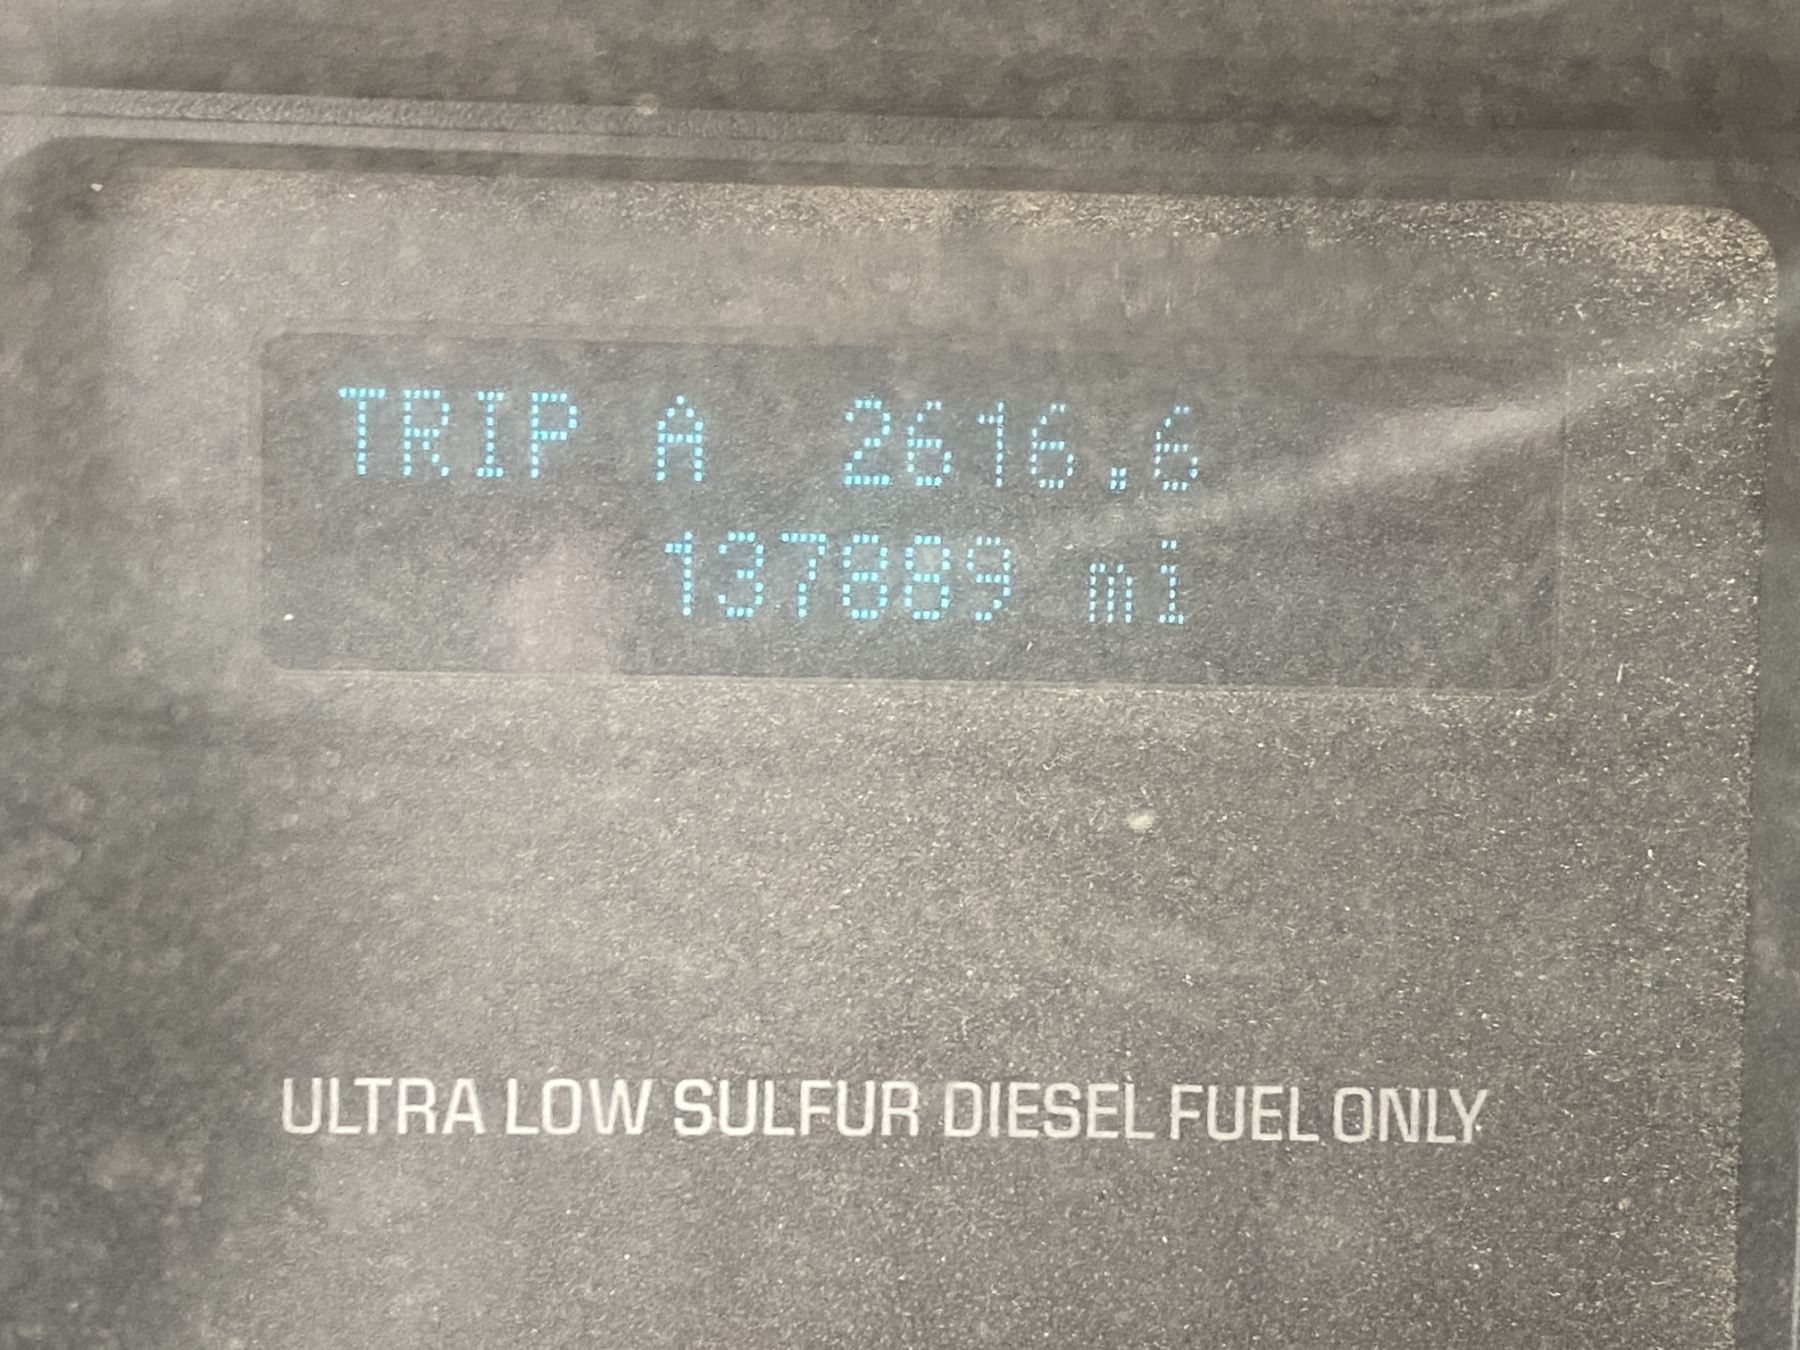 TRIP A 2616.6
137889 mi
ULTRA LOW SULFUR DIESEL FUEL ONLY